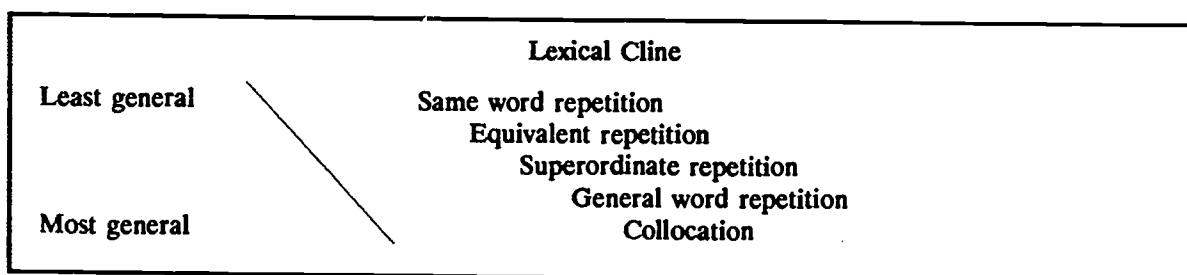 Lexical Cline
Least general Same word repetition
Equivalent repetition
Superordinate repetition
General word repetition
Most general Collocation